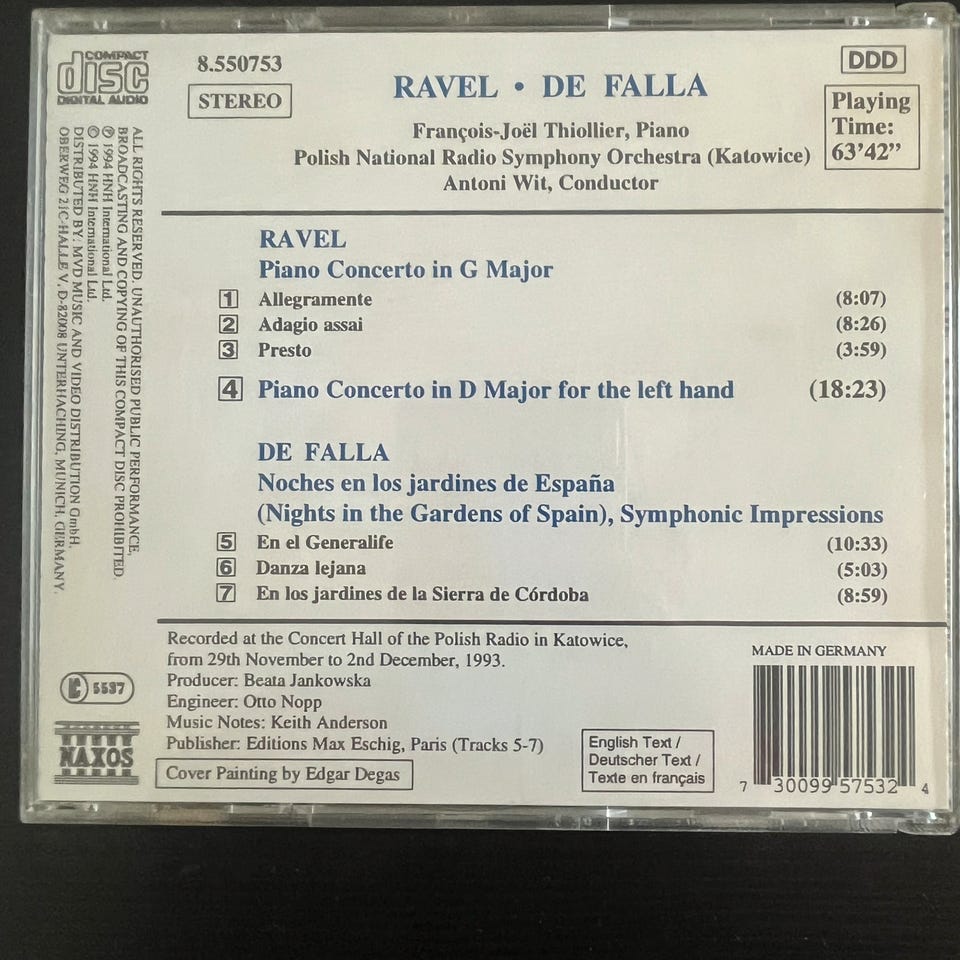 COMPACT
disc
DIGITAL AUDIO
8.550753
STEREO
RAVEL • DE FALLA
François-Joël Thiollier, Piano
Polish National Radio Symphony Orchestra (Katowice)
Antoni Wit, Conductor
DDD
Playing
Time:
63’42”
RAVEL
Piano Concerto in G Major
1 Allegramente (8:07)
2 Adagio assai (8:26)
3 Presto (3:59)
4 Piano Concerto in D Major for the left hand (18:23)
DE FALLA
Noches en los jardines de España
(Nights in the Gardens of Spain), Symphonic Impressions
5 En el Generalife (10:33)
6 Danza lejana (5:03)
7 En los jardines de la Sierra de Córdoba (8:59)
Recorded at the Concert Hall of the Polish Radio in Katowice,
from 29th November to 2nd December, 1993.
Producer: Beata Jankowska
Engineer: Otto Nopp
Music Notes: Keith Anderson
Publisher: Editions Max Eschig, Paris (Tracks 5-7)
Cover Painting by Edgar Degas
English Text /
Deutscher Text /
Texte en français
MADE IN GERMANY
7 30099 57532 4
ALL RIGHTS RESERVED. UNAUTHORISED PUBLIC PERFORMANCE,
BROADCASTING AND COPYING OF THIS COMPACT DISC PROHIBITED.
℗ 1994 HNH International Ltd.
© 1994 HNH International Ltd.
DISTRIBUTED BY: MVD MUSIC AND VIDEO DISTRIBUTION GmbH,
OBERWEG 21C-HALLE V, D-82008 UNTERHACHING, MUNICH, GERMANY.
LC 5537
NAXOS